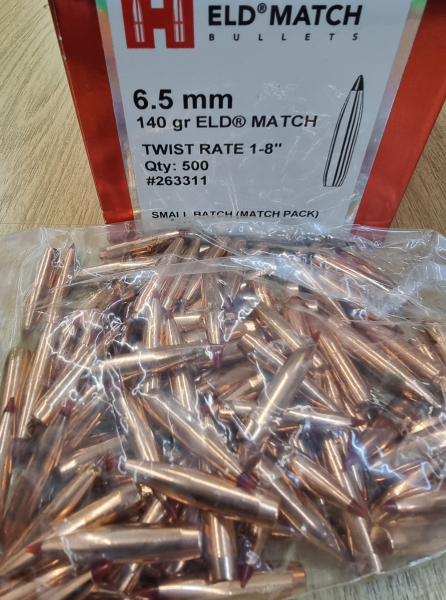 ELD® MATCH
BULLETS
6.5 mm
140 gr ELD® MATCH
TWIST RATE 1-8"
Qty: 500
#263311
SMALL BATCH (MATCH PACK)